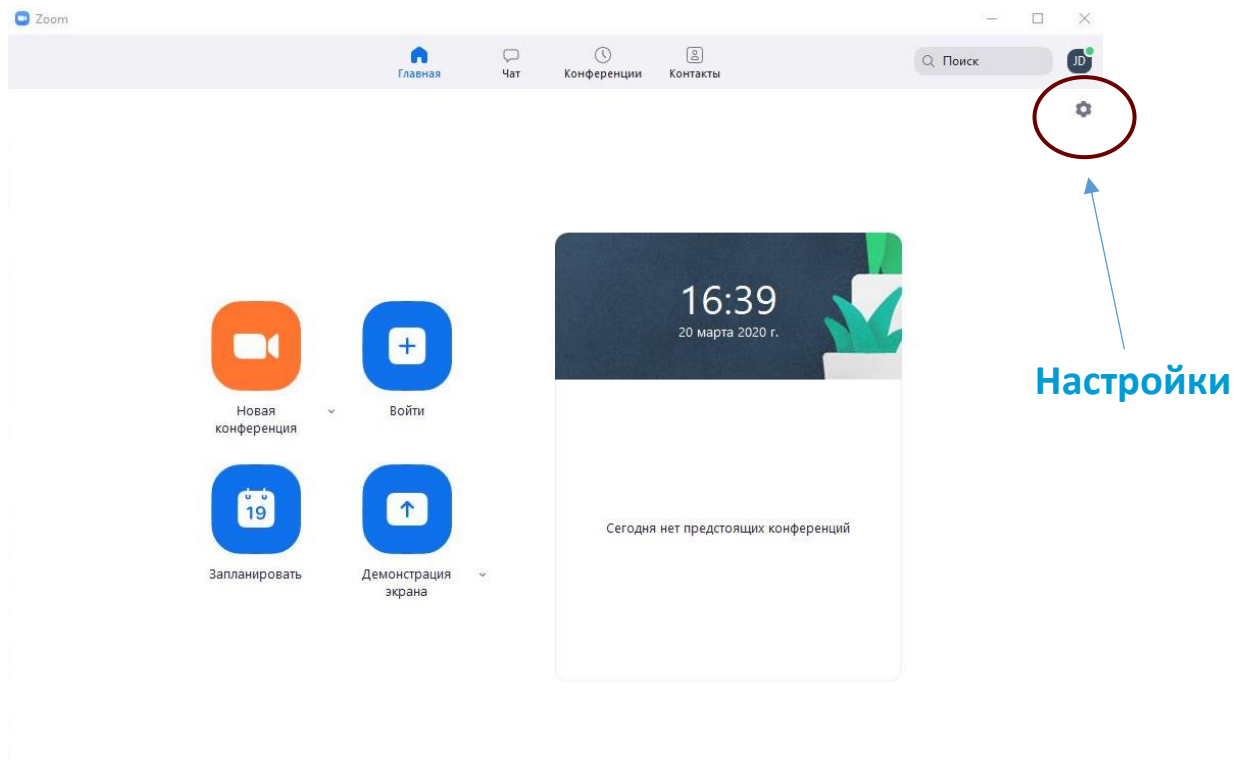 Zoom
Главная
Чат
Конференции
Контакты
Поиск
JD
16:39
20 марта 2020 г.
Настройки
Новая
конференция
Войти
19
Запланировать
Демонстрация
экрана
Сегодня нет предстоящих конференций